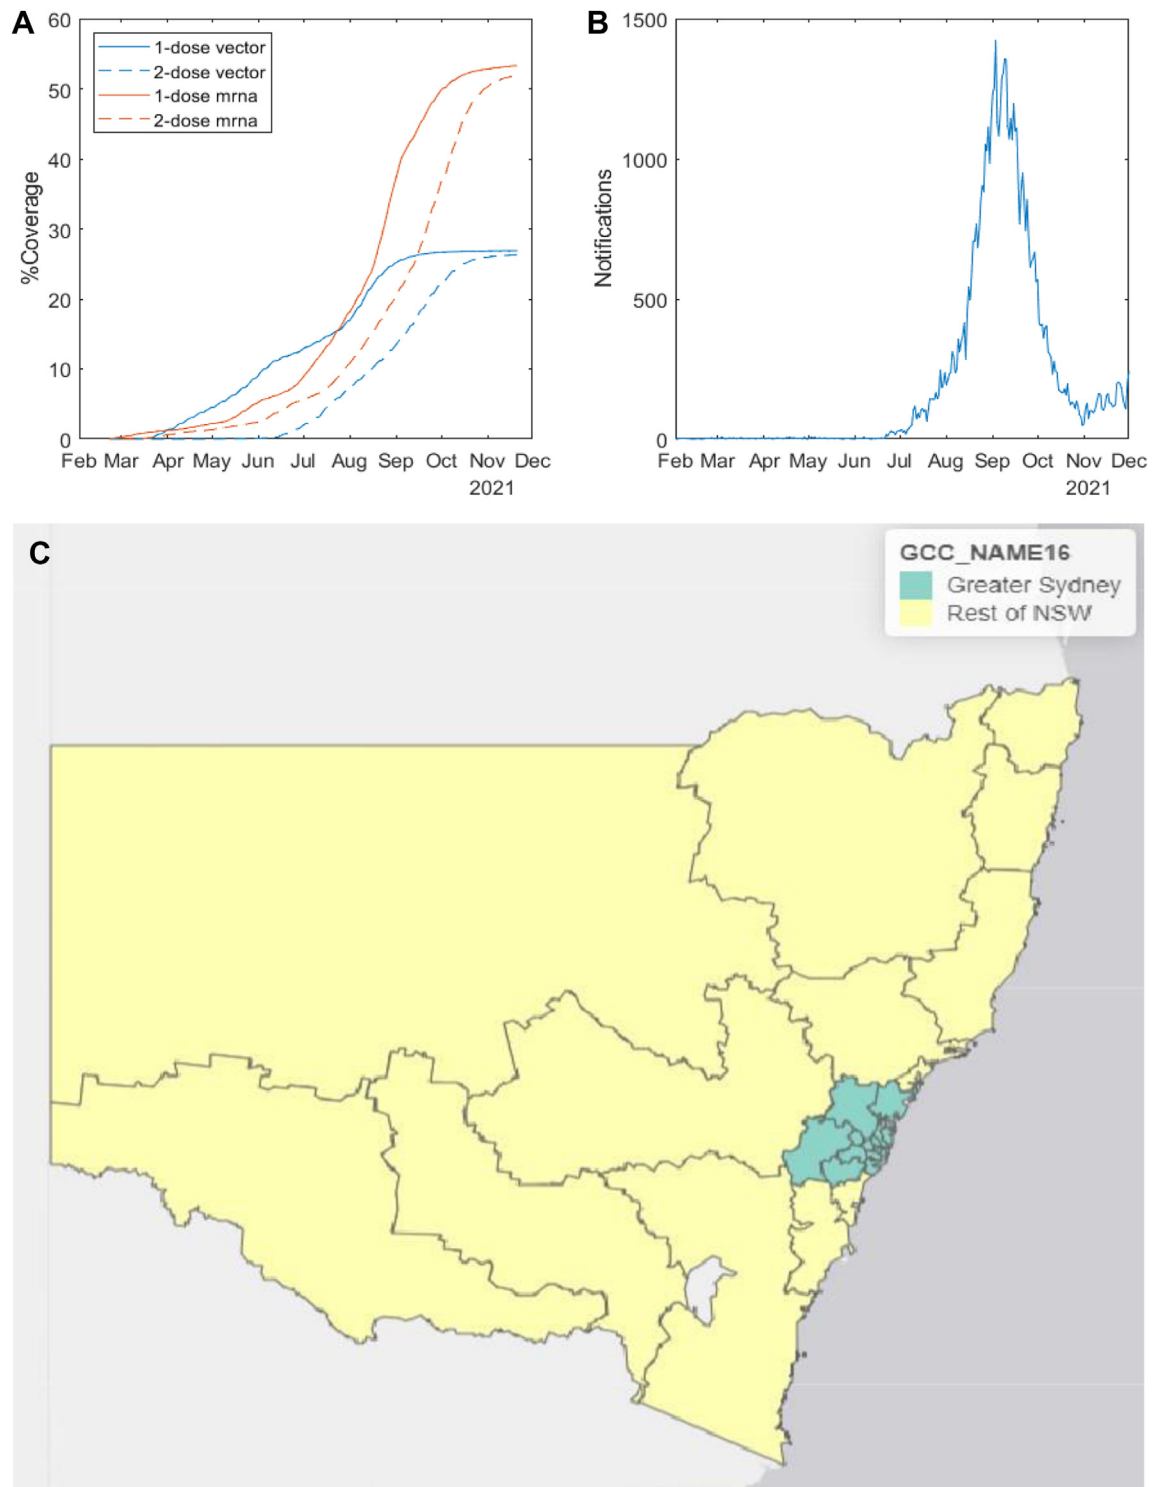 A
60
50
40
30
20
10
0
%Coverage
1-dose vector
2-dose vector
1-dose mrna
2-dose mrna
Feb Mar Apr May Jun Jul Aug Sep Oct Nov Dec
2021
B
1500
1000
500
0
Notifications
Feb Mar Apr May Jun Jul Aug Sep Oct Nov Dec
2021
C
GCC_NAME16
Greater Sydney
Rest of NSW